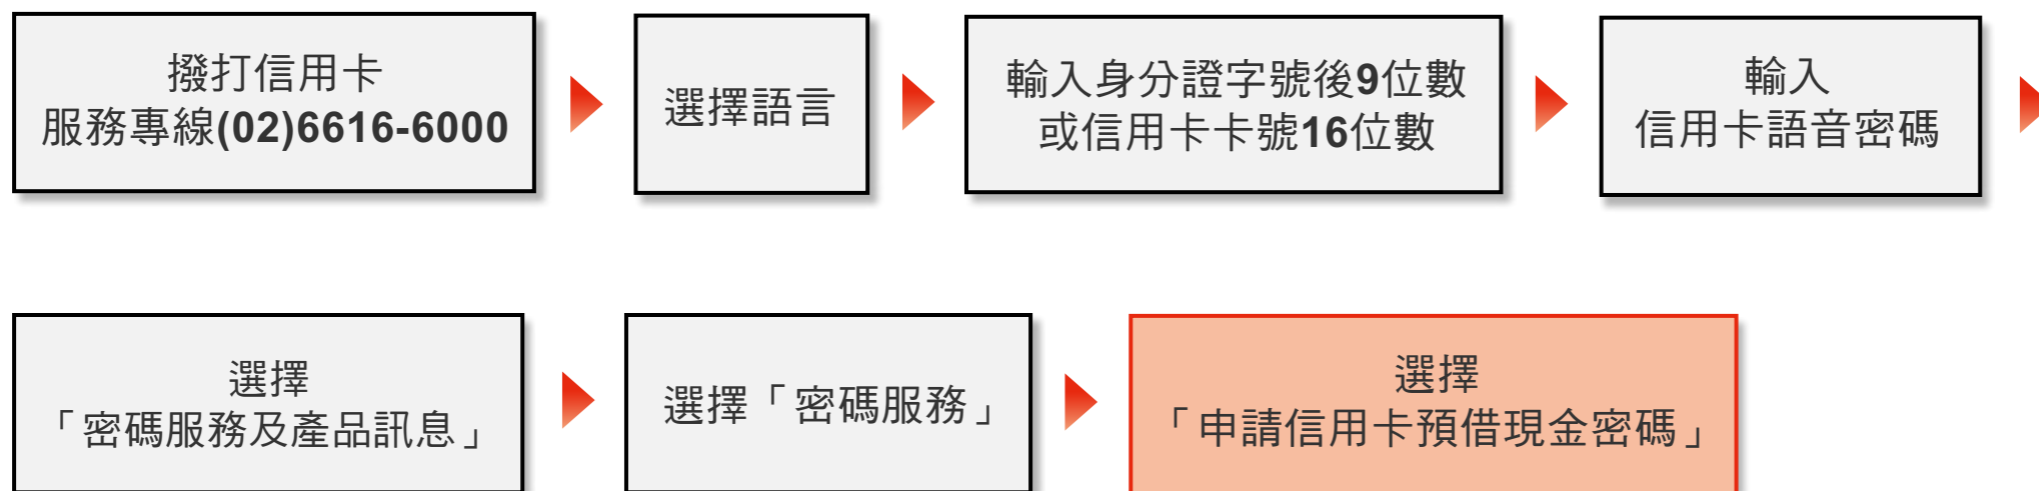 撥打信用卡
服務專線(02)6616-6000
選擇語言
輸入身分證字號後9位數
或信用卡卡號16位數
輸入
信用卡語音密碼
選擇
「密碼服務及產品訊息」
選擇「密碼服務」
選擇
「申請信用卡預借現金密碼」